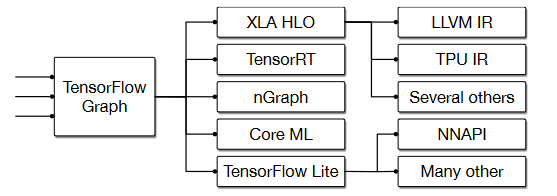 TensorFlow
Graph
XLA HLO
TensorRT
nGraph
Core ML
TensorFlow Lite
LLVM IR
TPU IR
Several others
NNAPI
Many other